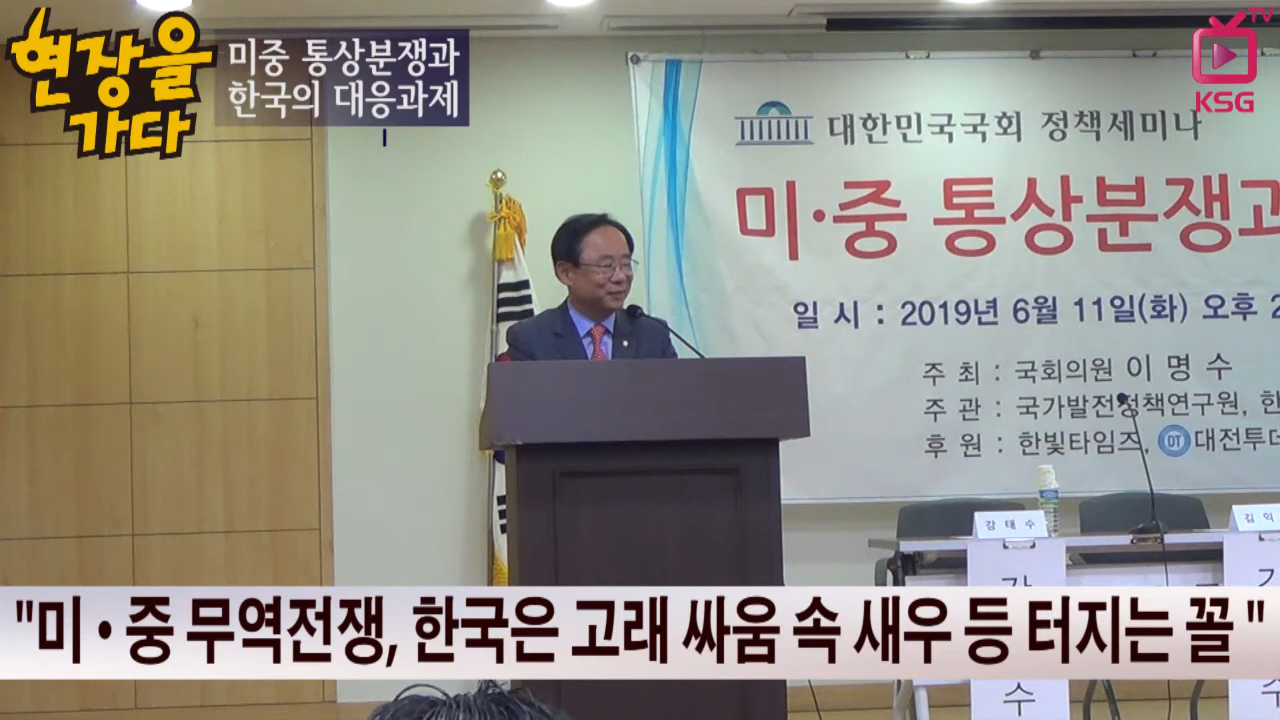 현장을
가다
미중 통상분쟁과
한국의 대응과제
TV
KSG
대한민국국회 정책세미나
미·중 통상분쟁과
일 시 : 2019년 6월 11일(화) 오후 2
주 최 : 국회의원 이 명 수
주 관 : 국가발전정책연구원, 한
후 원 : 한빛타임즈, DT 대전투데
강 태 수
김 익
"미·중 무역전쟁, 한국은 고래 싸움 속 새우 등 터지는 꼴"
수